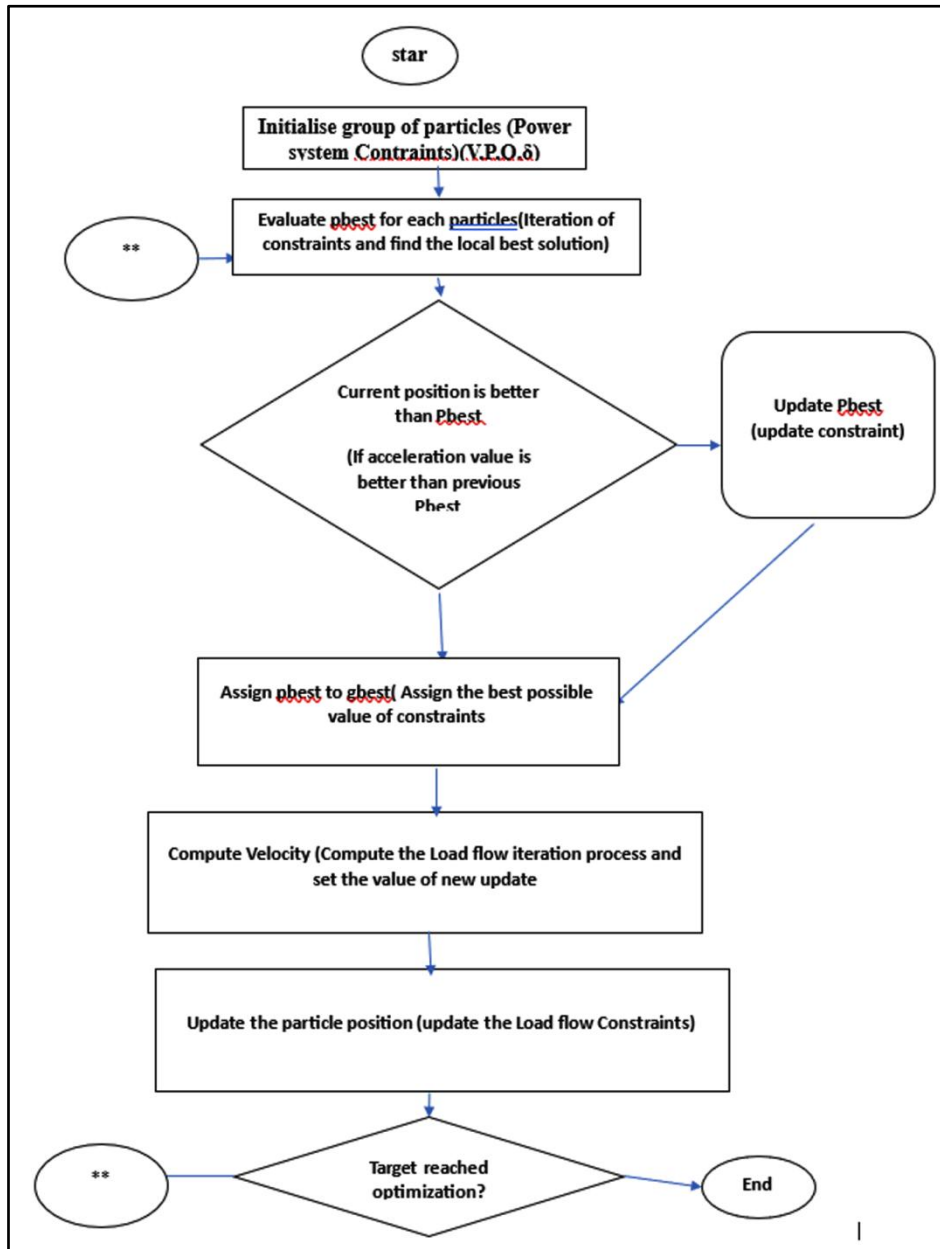 star
Initialise group of particles (Power
system Contraints)(V.P.Q.δ)
Evaluate pbest for each particles(Iteration of
constraints and find the local best solution)
**
Current position is better
than Pbest
(If acceleration value is
better than previous
Pbest
Update Pbest
(update constraint)
Assign pbest to gbest( Assign the best possible
value of constraints
Compute Velocity (Compute the Load flow iteration process and
set the value of new update
Update the particle position (update the Load flow Constraints)
**
Target reached
optimization?
End